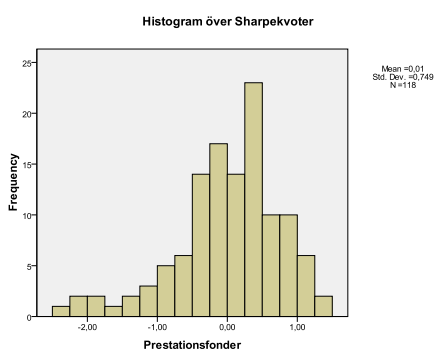 Histogram över Sharpekvoter
Mean =0,01
Std. Dev. =0,749
N =118
Frequency
25
20
15
10
5
0
-2,00 -1,00 0,00 1,00
Prestationsfonder